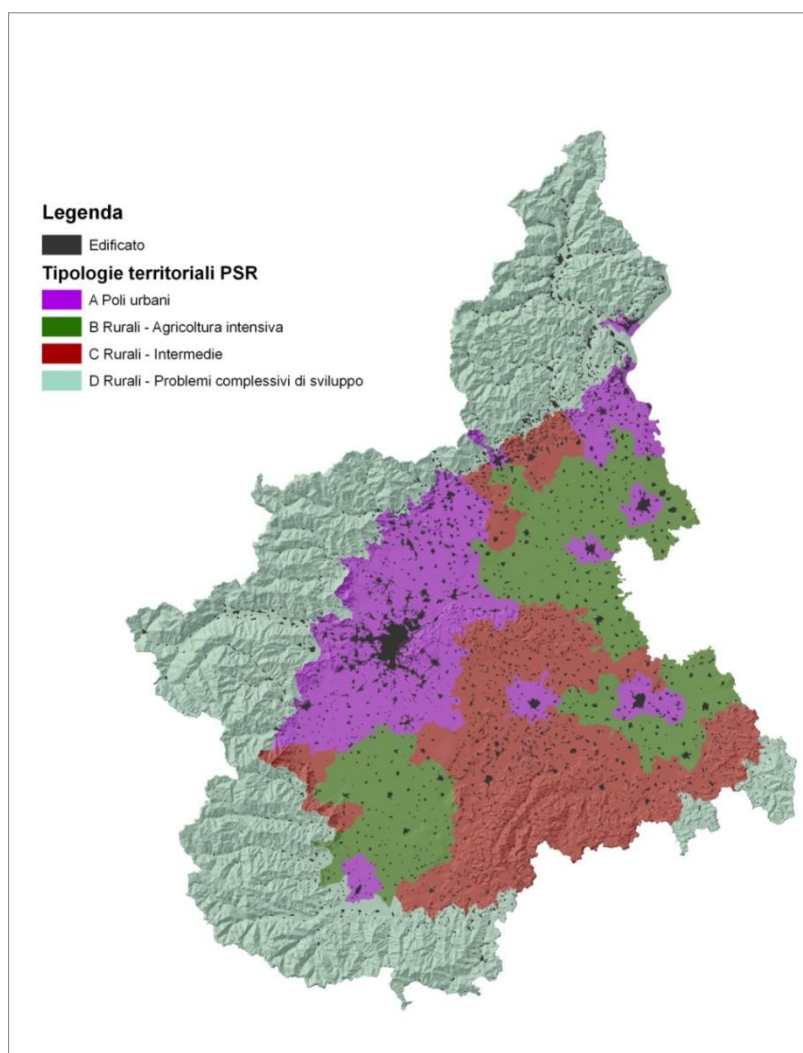 Legenda
Edificato
Tipologie territoriali PSR
A Poli urbani
B Rurali - Agricoltura intensiva
C Rurali - Intermedie
D Rurali - Problemi complessivi di sviluppo